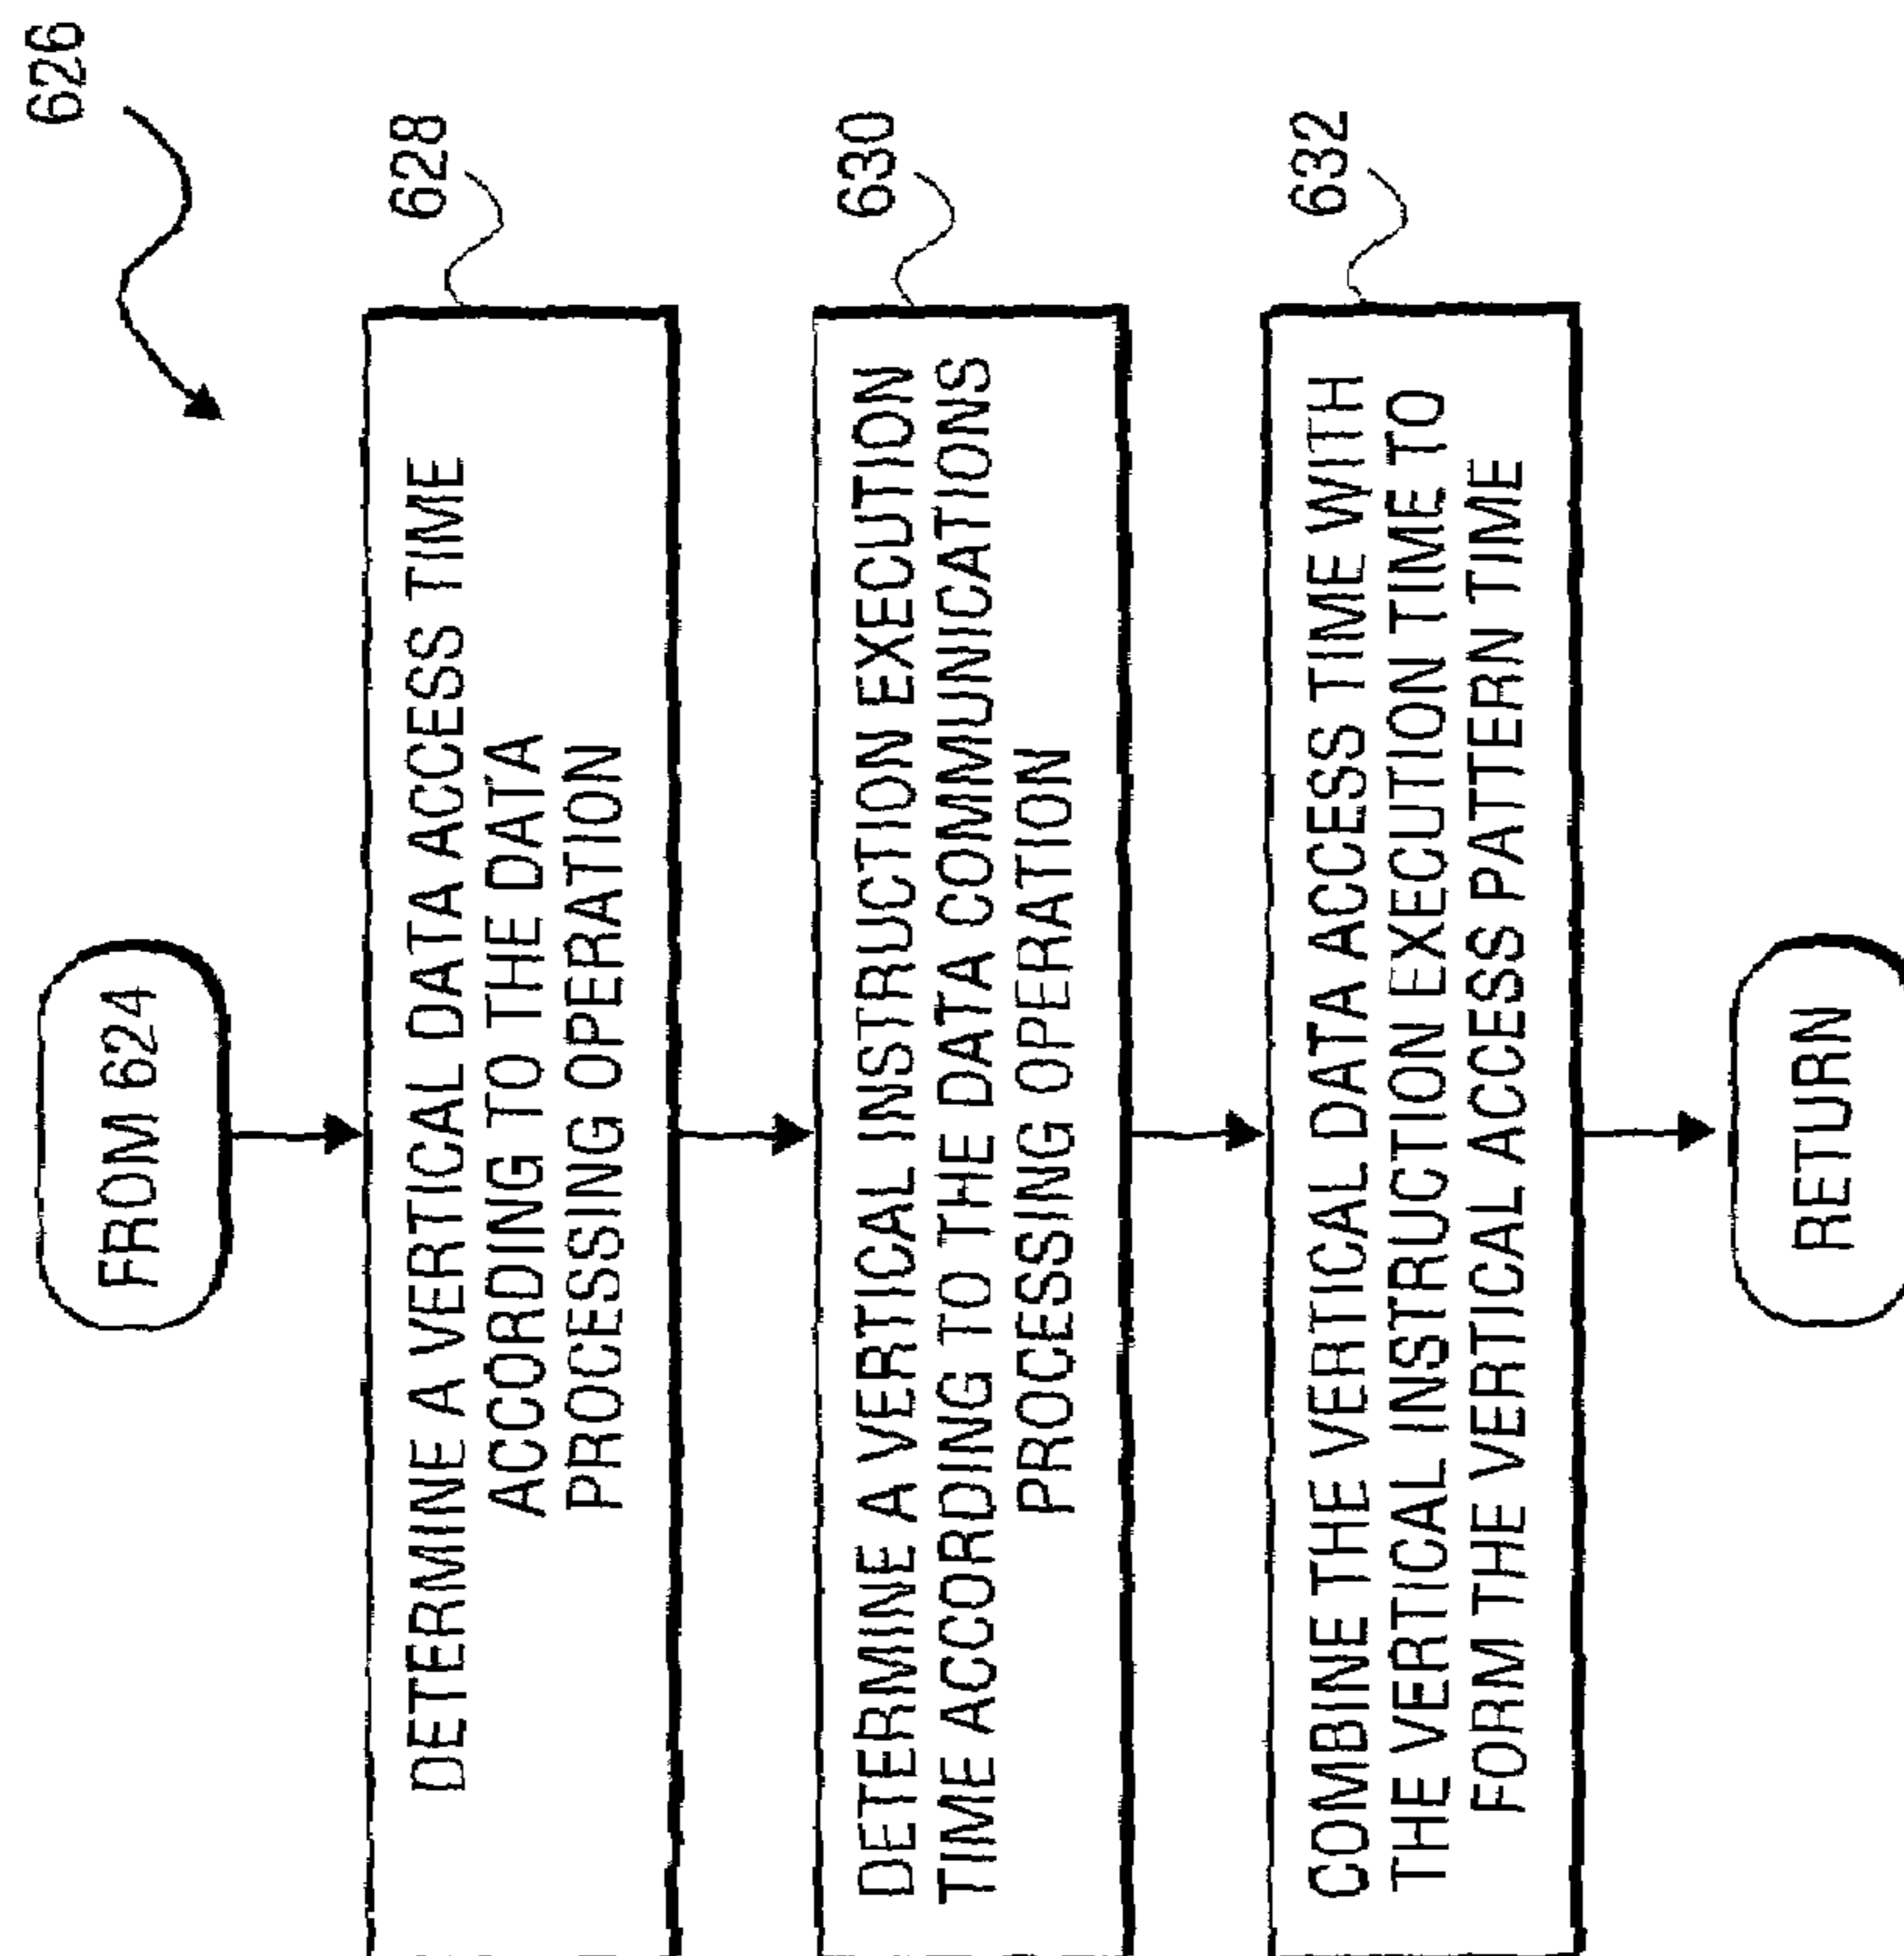 626
FROM 624
628
DETERMINE A VERTICAL DATA ACCESS TIME
ACCORDING TO THE DATA
PROCESSING OPERATION
630
DETERMINE A VERTICAL INSTRUCTION EXECUTION
TIME ACCORDING TO THE DATA COMMUNICATIONS
PROCESSING OPERATION
632
COMBINE THE VERTICAL DATA ACCESS TIME WITH
THE VERTICAL INSTRUCTION EXECUTION TIME TO
FORM THE VERTICAL ACCESS PATTERN TIME
RETURN